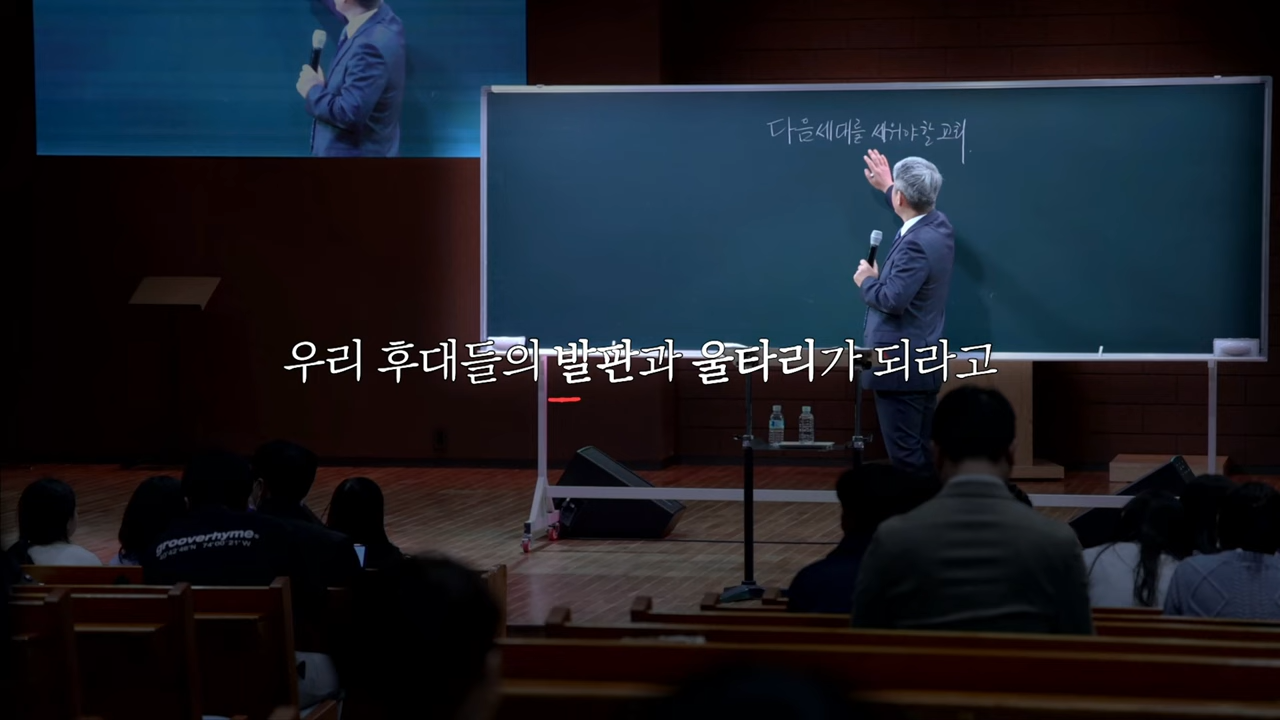 다음세대를 세워야 할 교회.
우리 후대들의 발판과 울타리가 되라고
grooverhyme